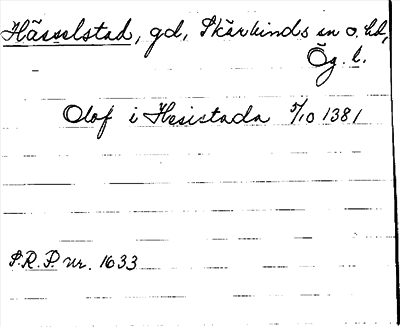 Hässelstad, gd, Skärkinds sn o. hd,
Ög. l.
Olof i Hesistada 5/10 1381
S.R.P. nr. 1633